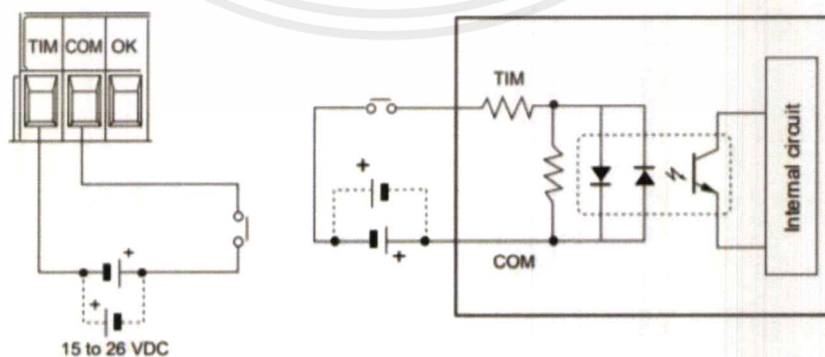 TIM COM OK
+
+
15 to 26 VDC
TIM
+
+
COM
Internal circuit